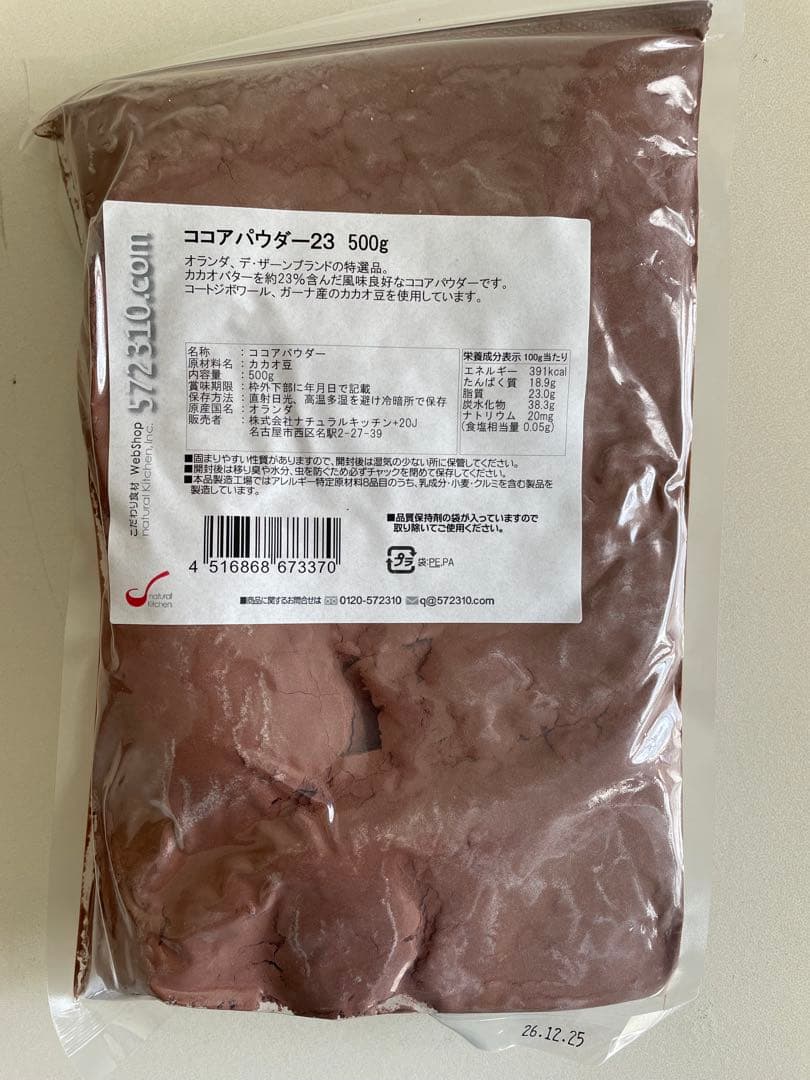 ココアパウダー23 500g
オランダ、デ・ザーンブランドの特選品。
カカオバターを約23%含んだ風味良好なココアパウダーです。
コートジボワール、ガーナ産のカカオ豆を使用しています。
名称 : ココアパウダー
原材料名 : カカオ豆
内容量 : 500g
賞味期限 : 枠外下部に年月日で記載
保存方法 : 直射日光、高温多湿を避け冷暗所で保存
原産国名 : オランダ
販売者 : 株式会社ナチュラルキッチン+20J
名古屋市西区名駅2-27-39
栄養成分表示 100g当たり
エネルギー 391kcal
たんぱく質 18.9g
脂質 23.0g
炭水化物 38.3g
ナトリウム 20mg
(食塩相当量 0.05g)
■固まりやすい性質がありますので、開封後は湿気の少ない所に保管してください。
■開封後は移り臭や水分、虫を防ぐため必ずチャックを閉めて保存してください。
■本品製造工場ではアレルギー特定原材料8品目のうち、乳成分・小麦・クルミを含む製品を
製造しています。
■品質保持剤の袋が入っていますので
取り除いてご使用ください。
プラ 袋:PE,PA
4 516868 673370
■商品に関するお問合せは 0120-572310 q@572310.com
こだわり食材 WebShop 572310.com
natural Kitchen, Inc.
natural
Kitchen
26.12.25